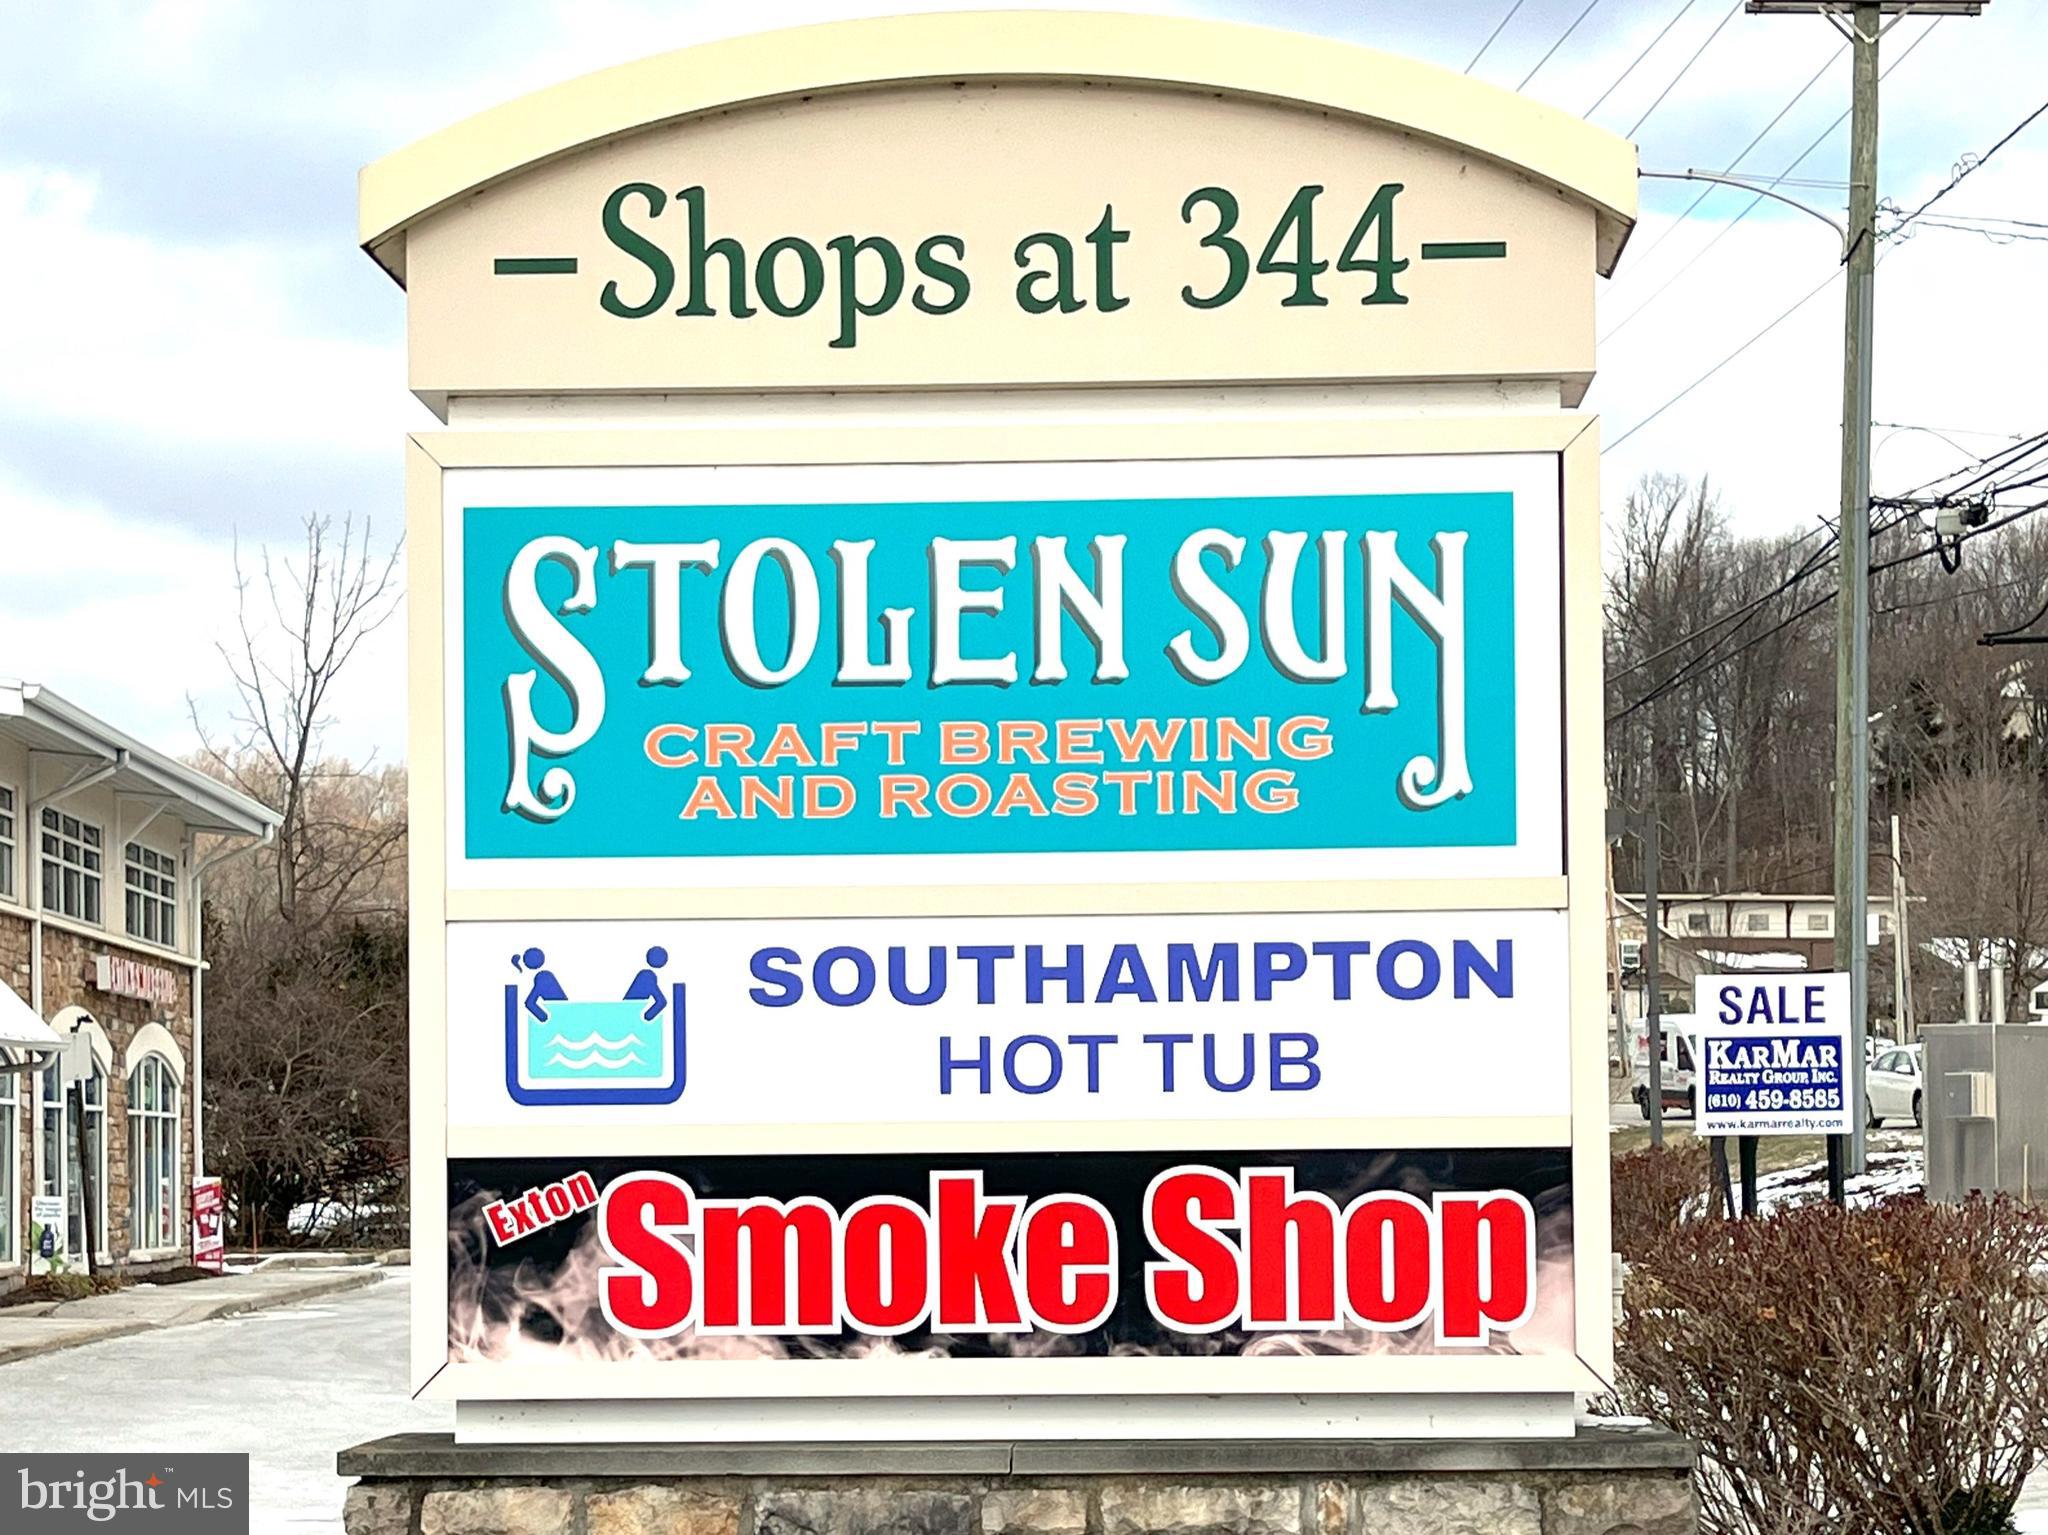 -Shops at 344-
STOLEN SUN
CRAFT BREWING
AND ROASTING
SOUTHAMPTON
HOT TUB
Exton Smoke Shop
SALE
KARMAR
REALTY GROUP, INC.
(610) 459-8585
www.karmarrealty.com
bright™ MLS